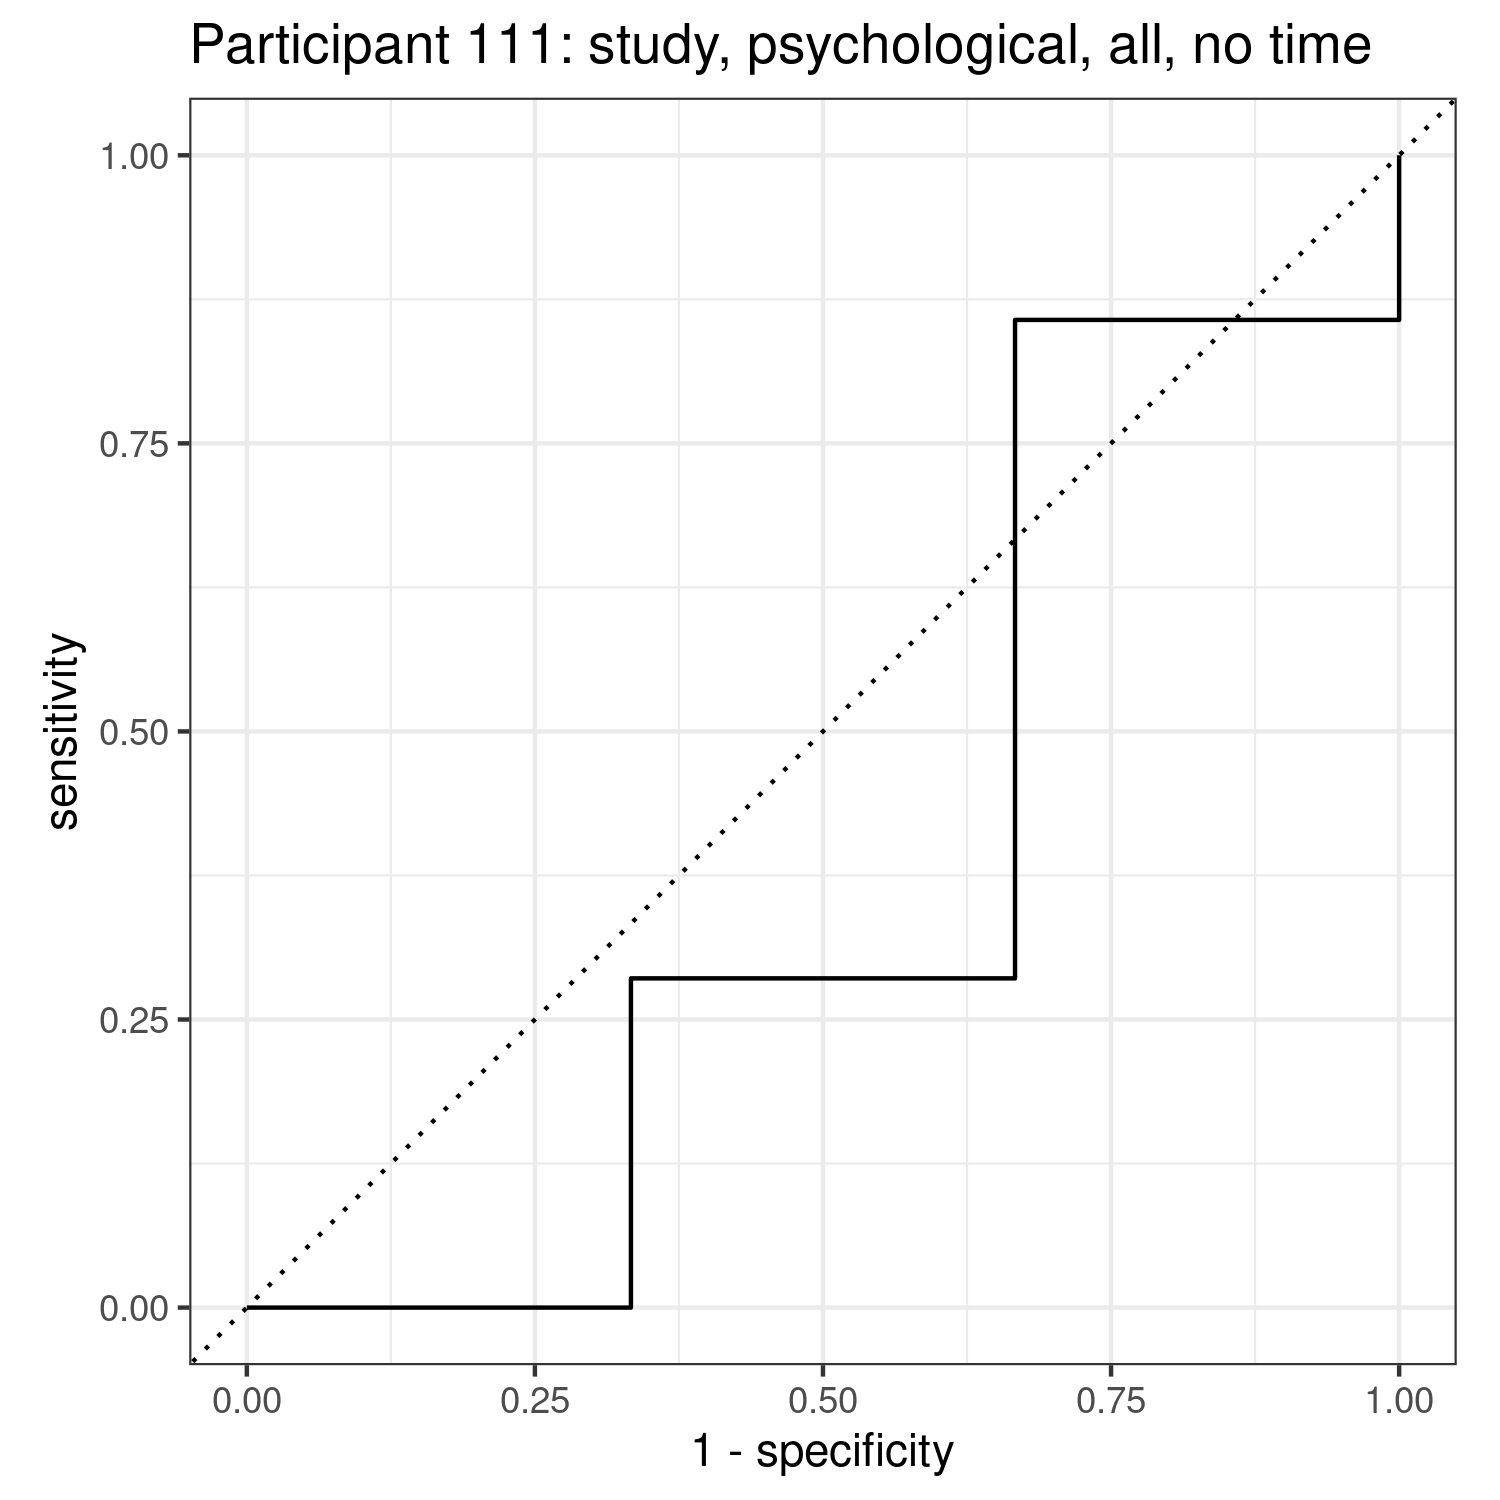 Participant 111: study, psychological, all, no time
1.00
0.75
0.50
0.25
0.00
sensitivity
0.00 0.25 0.50 0.75 1.00
1 - specificity